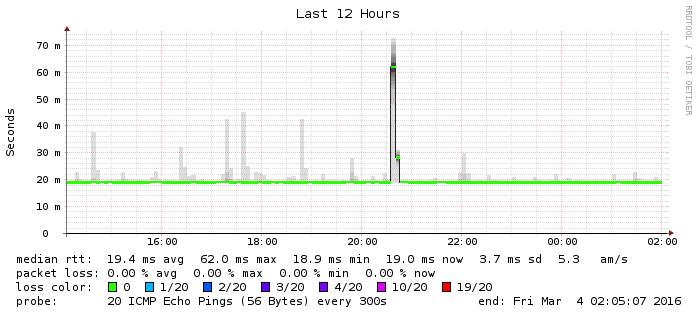 Last 12 Hours
RRDTOOL / TOBI OETIKER
Seconds
70 m
60 m
50 m
40 m
30 m
20 m
10 m
0
16:00 18:00 20:00 22:00 00:00 02:00
median rtt: 19.4 ms avg 62.0 ms max 18.9 ms min 19.0 ms now 3.7 ms sd 5.3 am/s
packet loss: 0.00 % avg 0.00 % max 0.00 % min 0.00 % now
loss color: 0 1/20 2/20 3/20 4/20 10/20 19/20
probe: 20 ICMP Echo Pings (56 Bytes) every 300s end: Fri Mar 4 02:05:07 2016